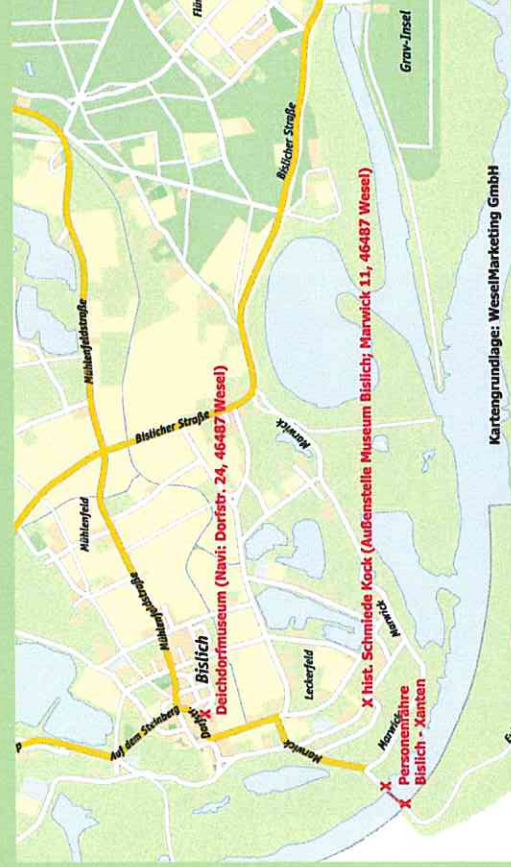 Flür
Grav-Insel
Bislicher Straße
Mühlenfeldstraße
Bislicher Straße
Mühlenfeld
Mühlenfeldstraße
Auf dem Steinberg
Bislich
Dorfstr.
X
Deichdorfmuseum (Navi: Dorfstr. 24, 46487 Wesel)
Marwick
Leckerfeld
Marwick
Marwick
Marwick
X hist. Schmiede Kock (Außenstelle Museum Bislich; Marwick 11, 46487 Wesel)
X
X Personenfähre
Bislich - Xanten
Kartengrundlage: WeselMarketing GmbH